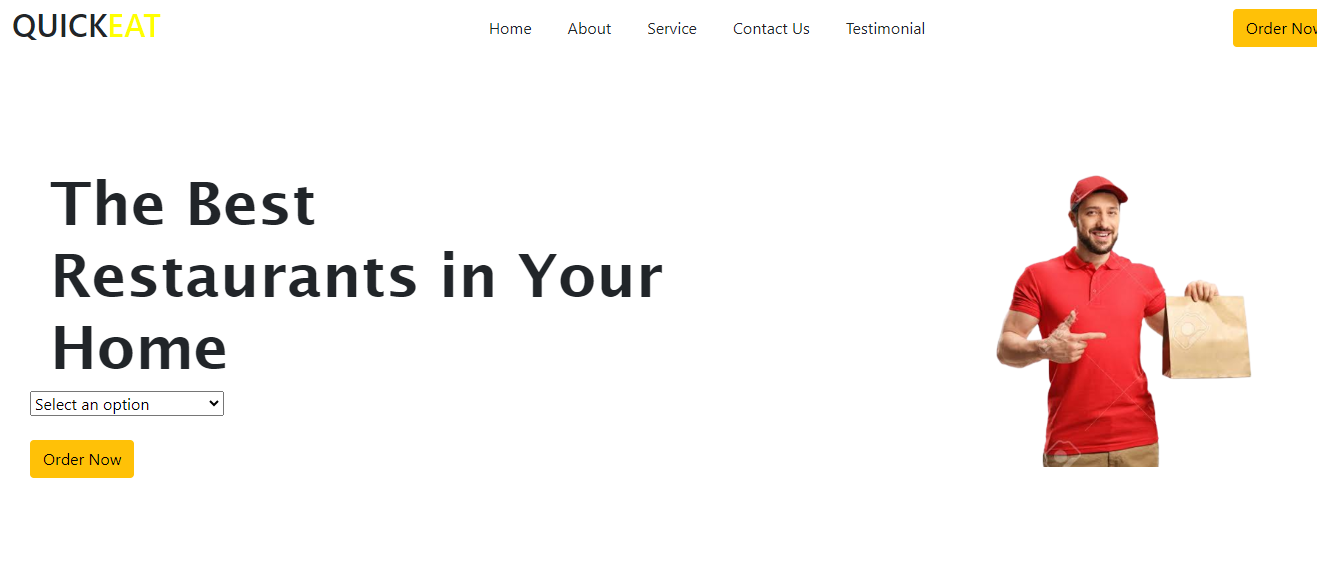 QUICKEAT
Home About Service Contact Us Testimonial
Order Now
The Best
Restaurants in Your
Home
Select an option
Order Now